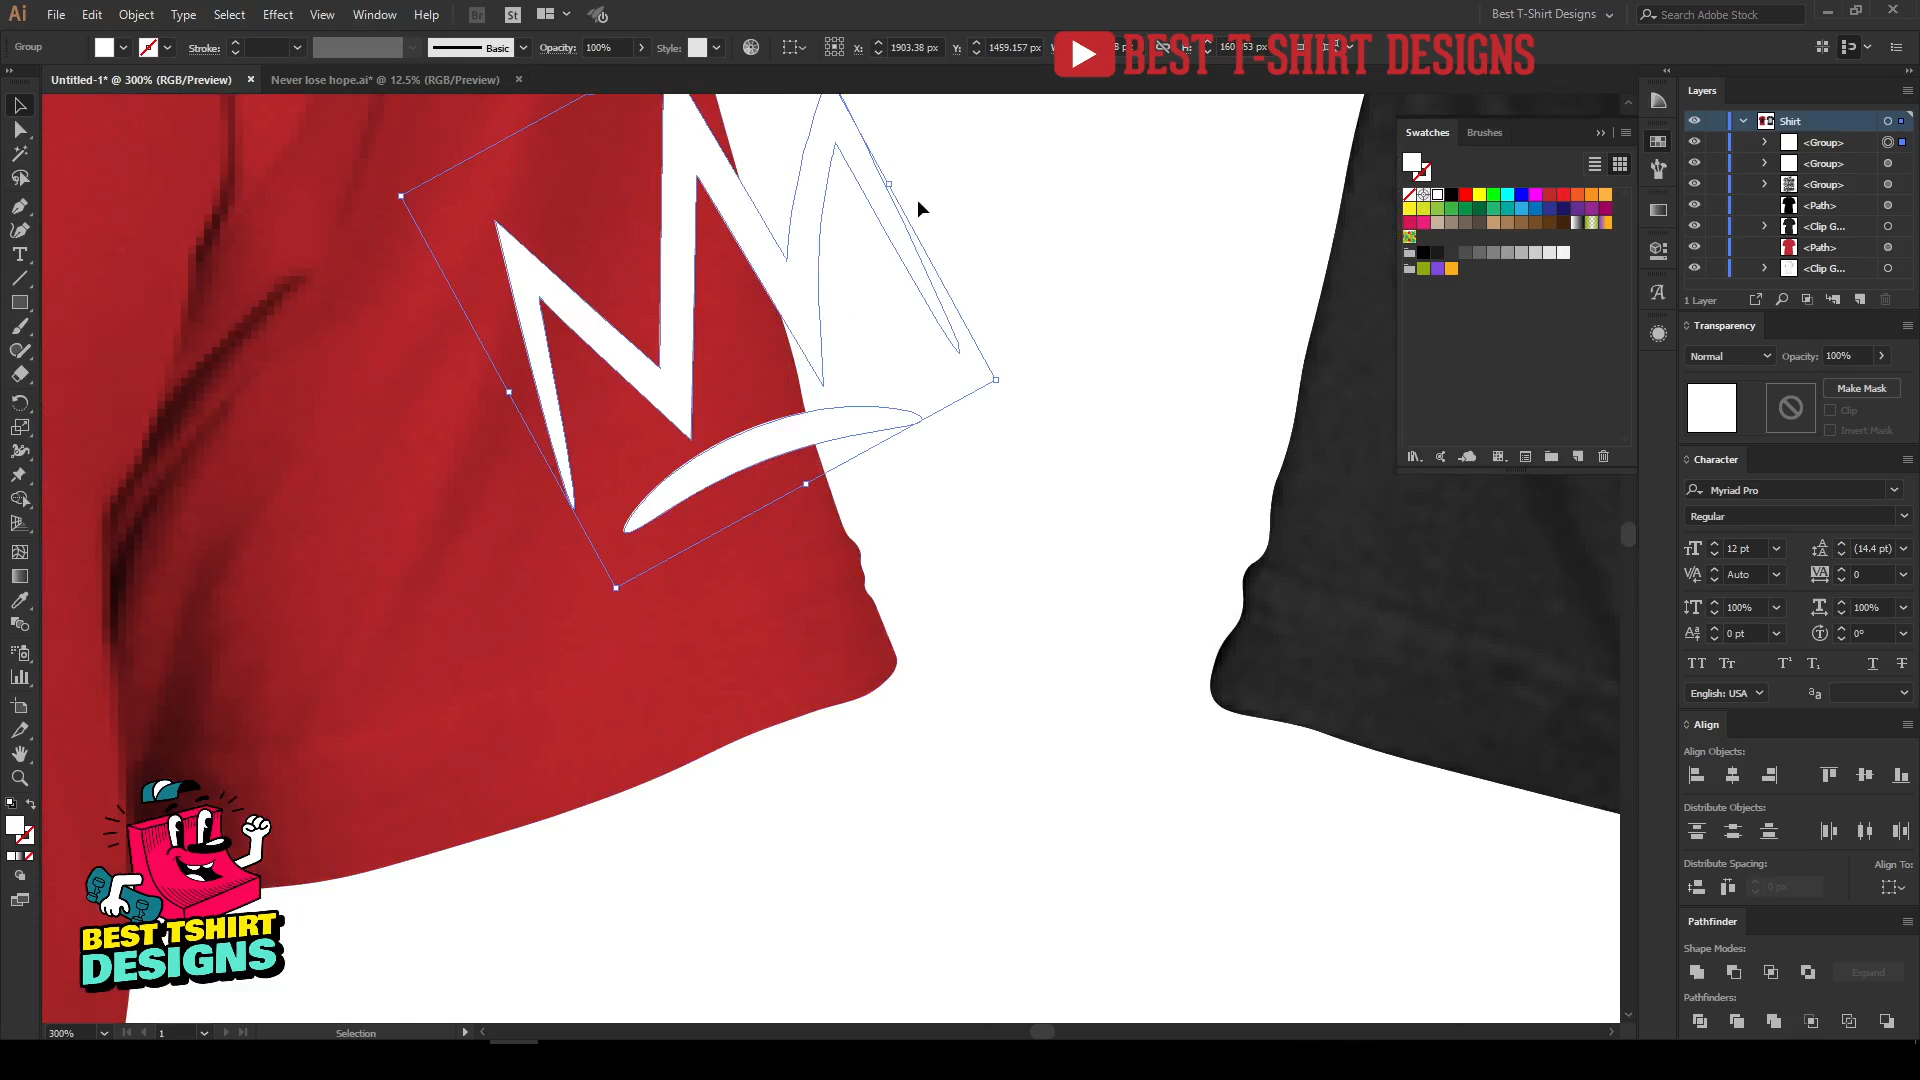 Ai File Edit Object Type Select Effect View Window Help Br St Best T-Shirt Designs Search Adobe Stock
Group Stroke: Basic Opacity: 100% Style: X: 1903.38 px Y: 1459.157 px
BEST T-SHIRT DESIGNS
Untitled-1* @ 300% (RGB/Preview) × Never lose hope.ai* @ 12.5% (RGB/Preview) ×
Layers
Shirt
<Group>
<Group>
<Group>
<Path>
<Clip G...
<Path>
<Clip G...
1 Layer
Swatches Brushes
Transparency
Normal Opacity: 100%
Make Mask
Clip
Invert Mask
Character
Myriad Pro
Regular
12 pt (14.4 pt)
Auto 0
100% 100%
0 pt 0°
English: USA
Align
Align Objects:
Distribute Objects:
Distribute Spacing: Align To:
0 px
Pathfinder
Shape Modes:
Expand
Pathfinders:
BEST TSHIRT
DESIGNS
300% 1 Selection